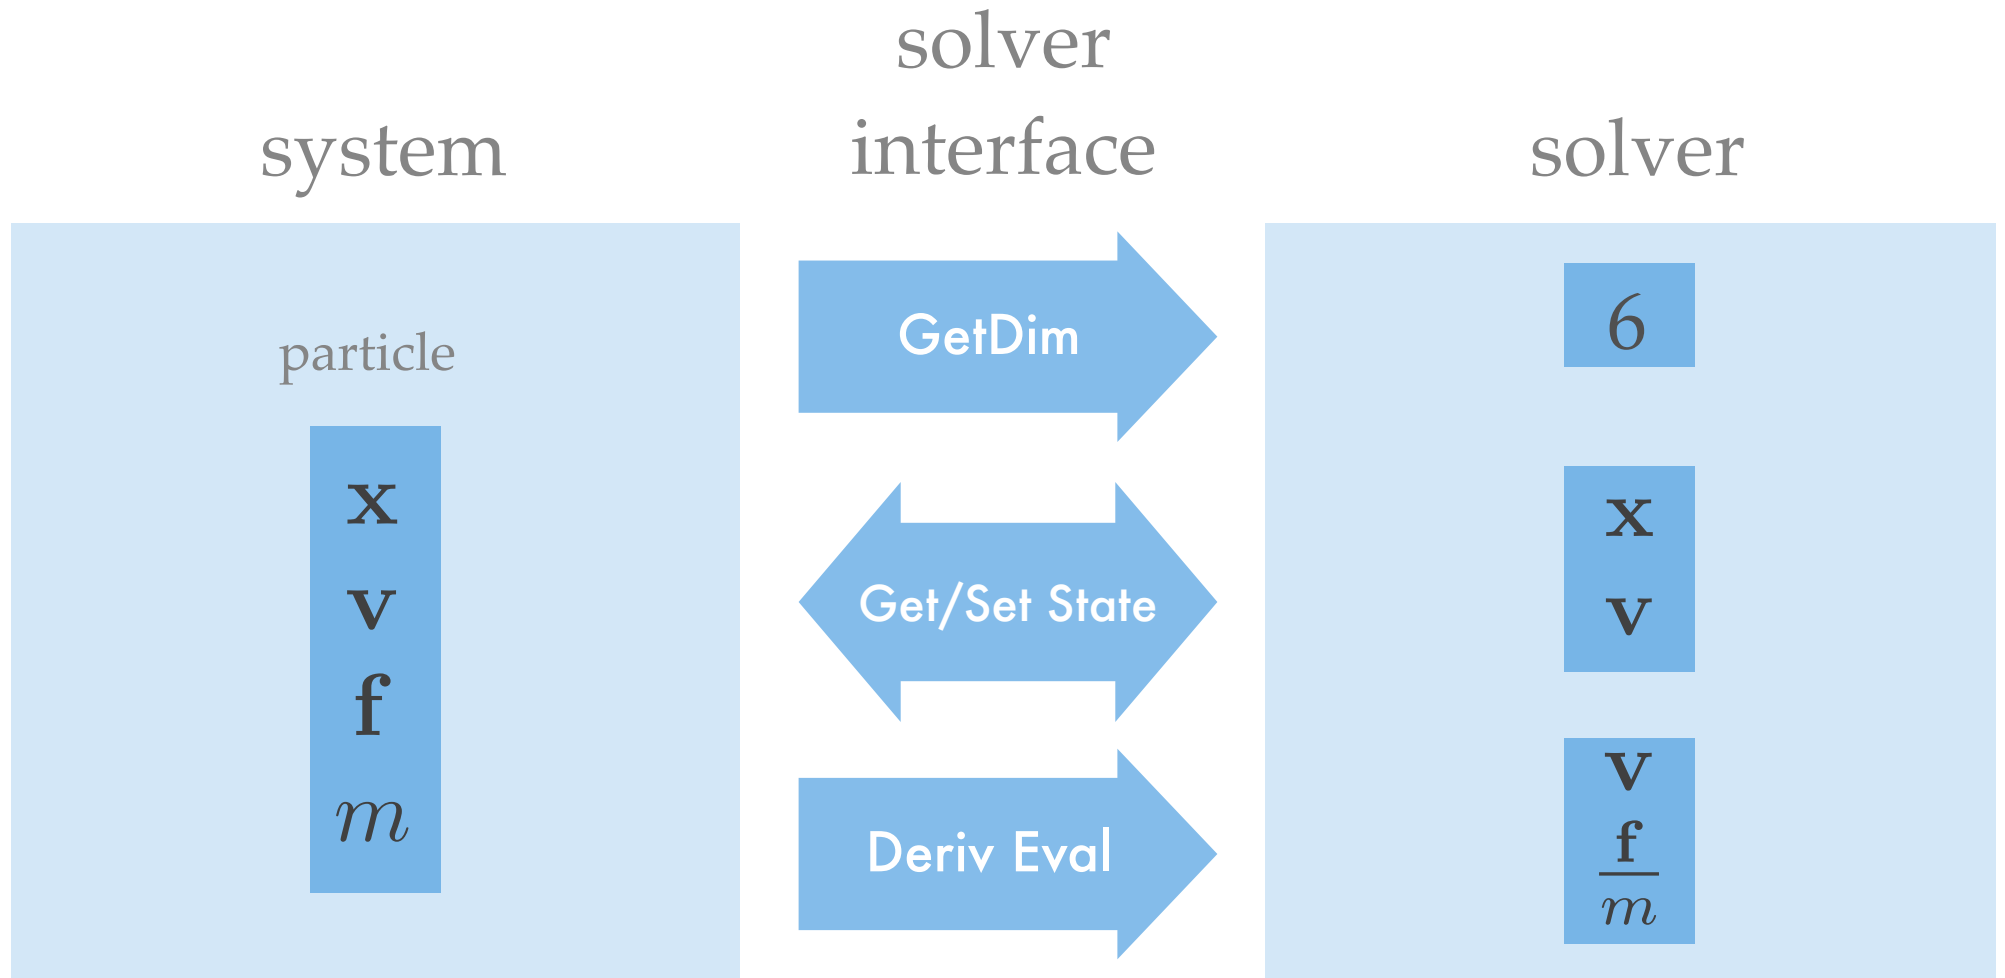 system
solver
interface
solver
particle
x
v
f
m
GetDim
Get/Set State
Deriv Eval
6
x
v
v
f
m